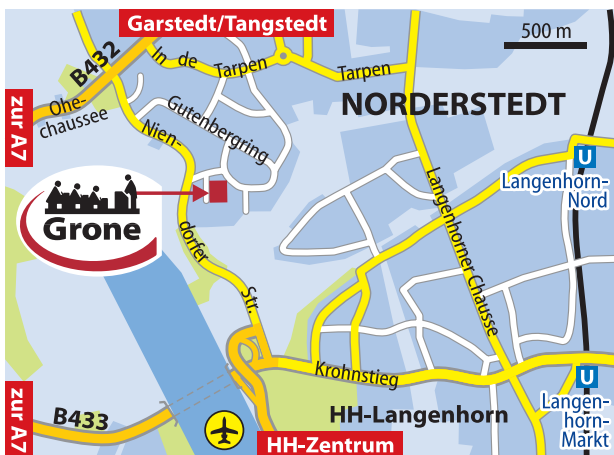 Garstedt/Tangstedt
500 m
B432
In de
Tarpen
Tarpen
zur A7
Ohe-
chaussee
Gutenbergring
NORDERSTEDT
Nien-
dorfer
Str.
U
Langenhorn-
Nord
Langenhorner Chausse
Grone
Krohnstieg
U
Langen-
horn-
Markt
HH-Langenhorn
zur A7
B433
HH-Zentrum